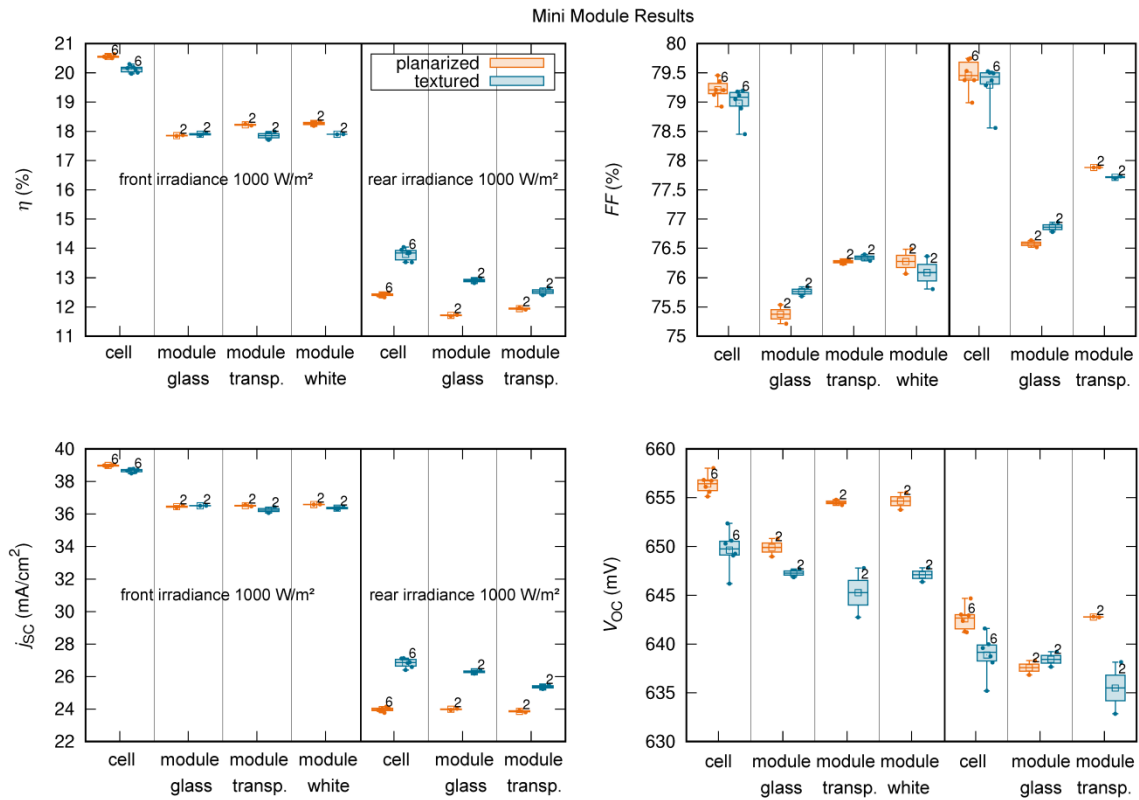 Mini Module Results
21
20
19
18
17
16
15
14
13
12
11
η (%)
planarized
textured
front irradiance 1000 W/m²
rear irradiance 1000 W/m²
6
6
2
2
2
2
2
2
6
6
2
2
2
2
cell
module
glass
module
transp.
module
white
cell
module
glass
module
transp.
80
79.5
79
78.5
78
77.5
77
76.5
76
75.5
75
FF (%)
6
6
2
2
2
2
2
2
6
6
2
2
2
2
cell
module
glass
module
transp.
module
white
cell
module
glass
module
transp.
40
38
36
34
32
30
28
26
24
22
jSC (mA/cm²)
front irradiance 1000 W/m²
rear irradiance 1000 W/m²
6
6
2
2
2
2
2
2
6
6
2
2
2
2
cell
module
glass
module
transp.
module
white
cell
module
glass
module
transp.
660
655
650
645
640
635
630
VOC (mV)
6
6
2
2
2
2
2
2
6
6
2
2
2
2
cell
module
glass
module
transp.
module
white
cell
module
glass
module
transp.